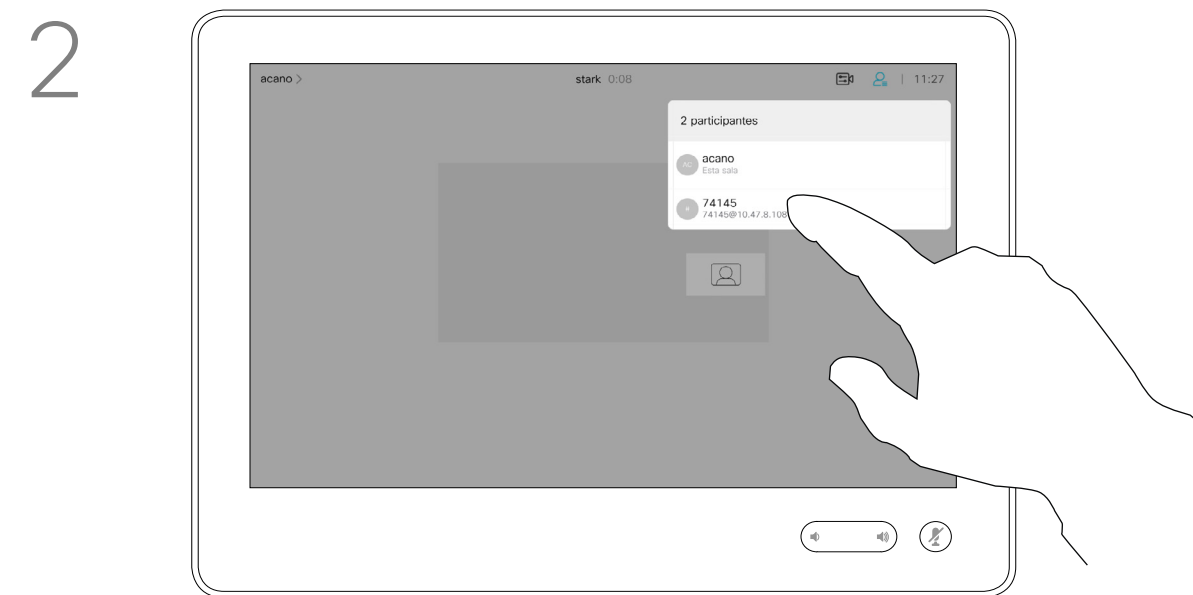 2
acano >
stark 0:08
11:27
2 participantes
AC
acano
Esta sala
74145
74145@10.47.8.108